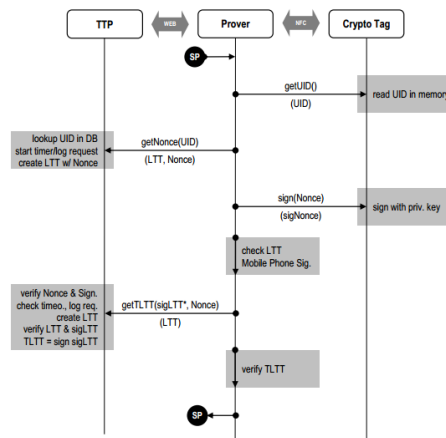 TTP
WEB
Prover
NFC
Crypto Tag
SP
getUID()
(UID)
read UID in memory
lookup UID in DB
start timer/log request
create LTT w/ Nonce
getNonce(UID)
(LTT, Nonce)
sign(Nonce)
(sigNonce)
sign with priv. key
check LTT
Mobile Phone Sig.
verify Nonce & Sign.
check timeo., log req.
create LTT
verify LTT & sigLTT
TLTT = sign sigLTT
getTLTT(sigLTT*, Nonce)
(LTT)
verify TLTT
SP